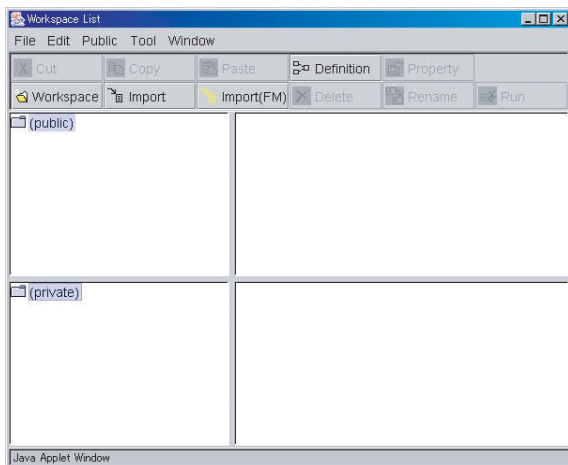 Workspace List
File Edit Public Tool Window
Cut Copy Paste Definition Property
Workspace Import Import(FM) Delete Rename Run
(public)
(private)
Java Applet Window